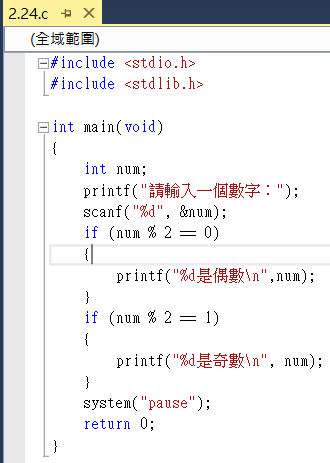 2.24.c
(全域範圍)
#include <stdio.h>
#include <stdlib.h>
int main(void)
{
int num;
printf("請輸入一個數字：");
scanf("%d", &num);
if (num % 2 == 0)
{
printf("%d是偶數\n",num);
}
if (num % 2 == 1)
{
printf("%d是奇數\n", num);
}
system("pause");
return 0;
}